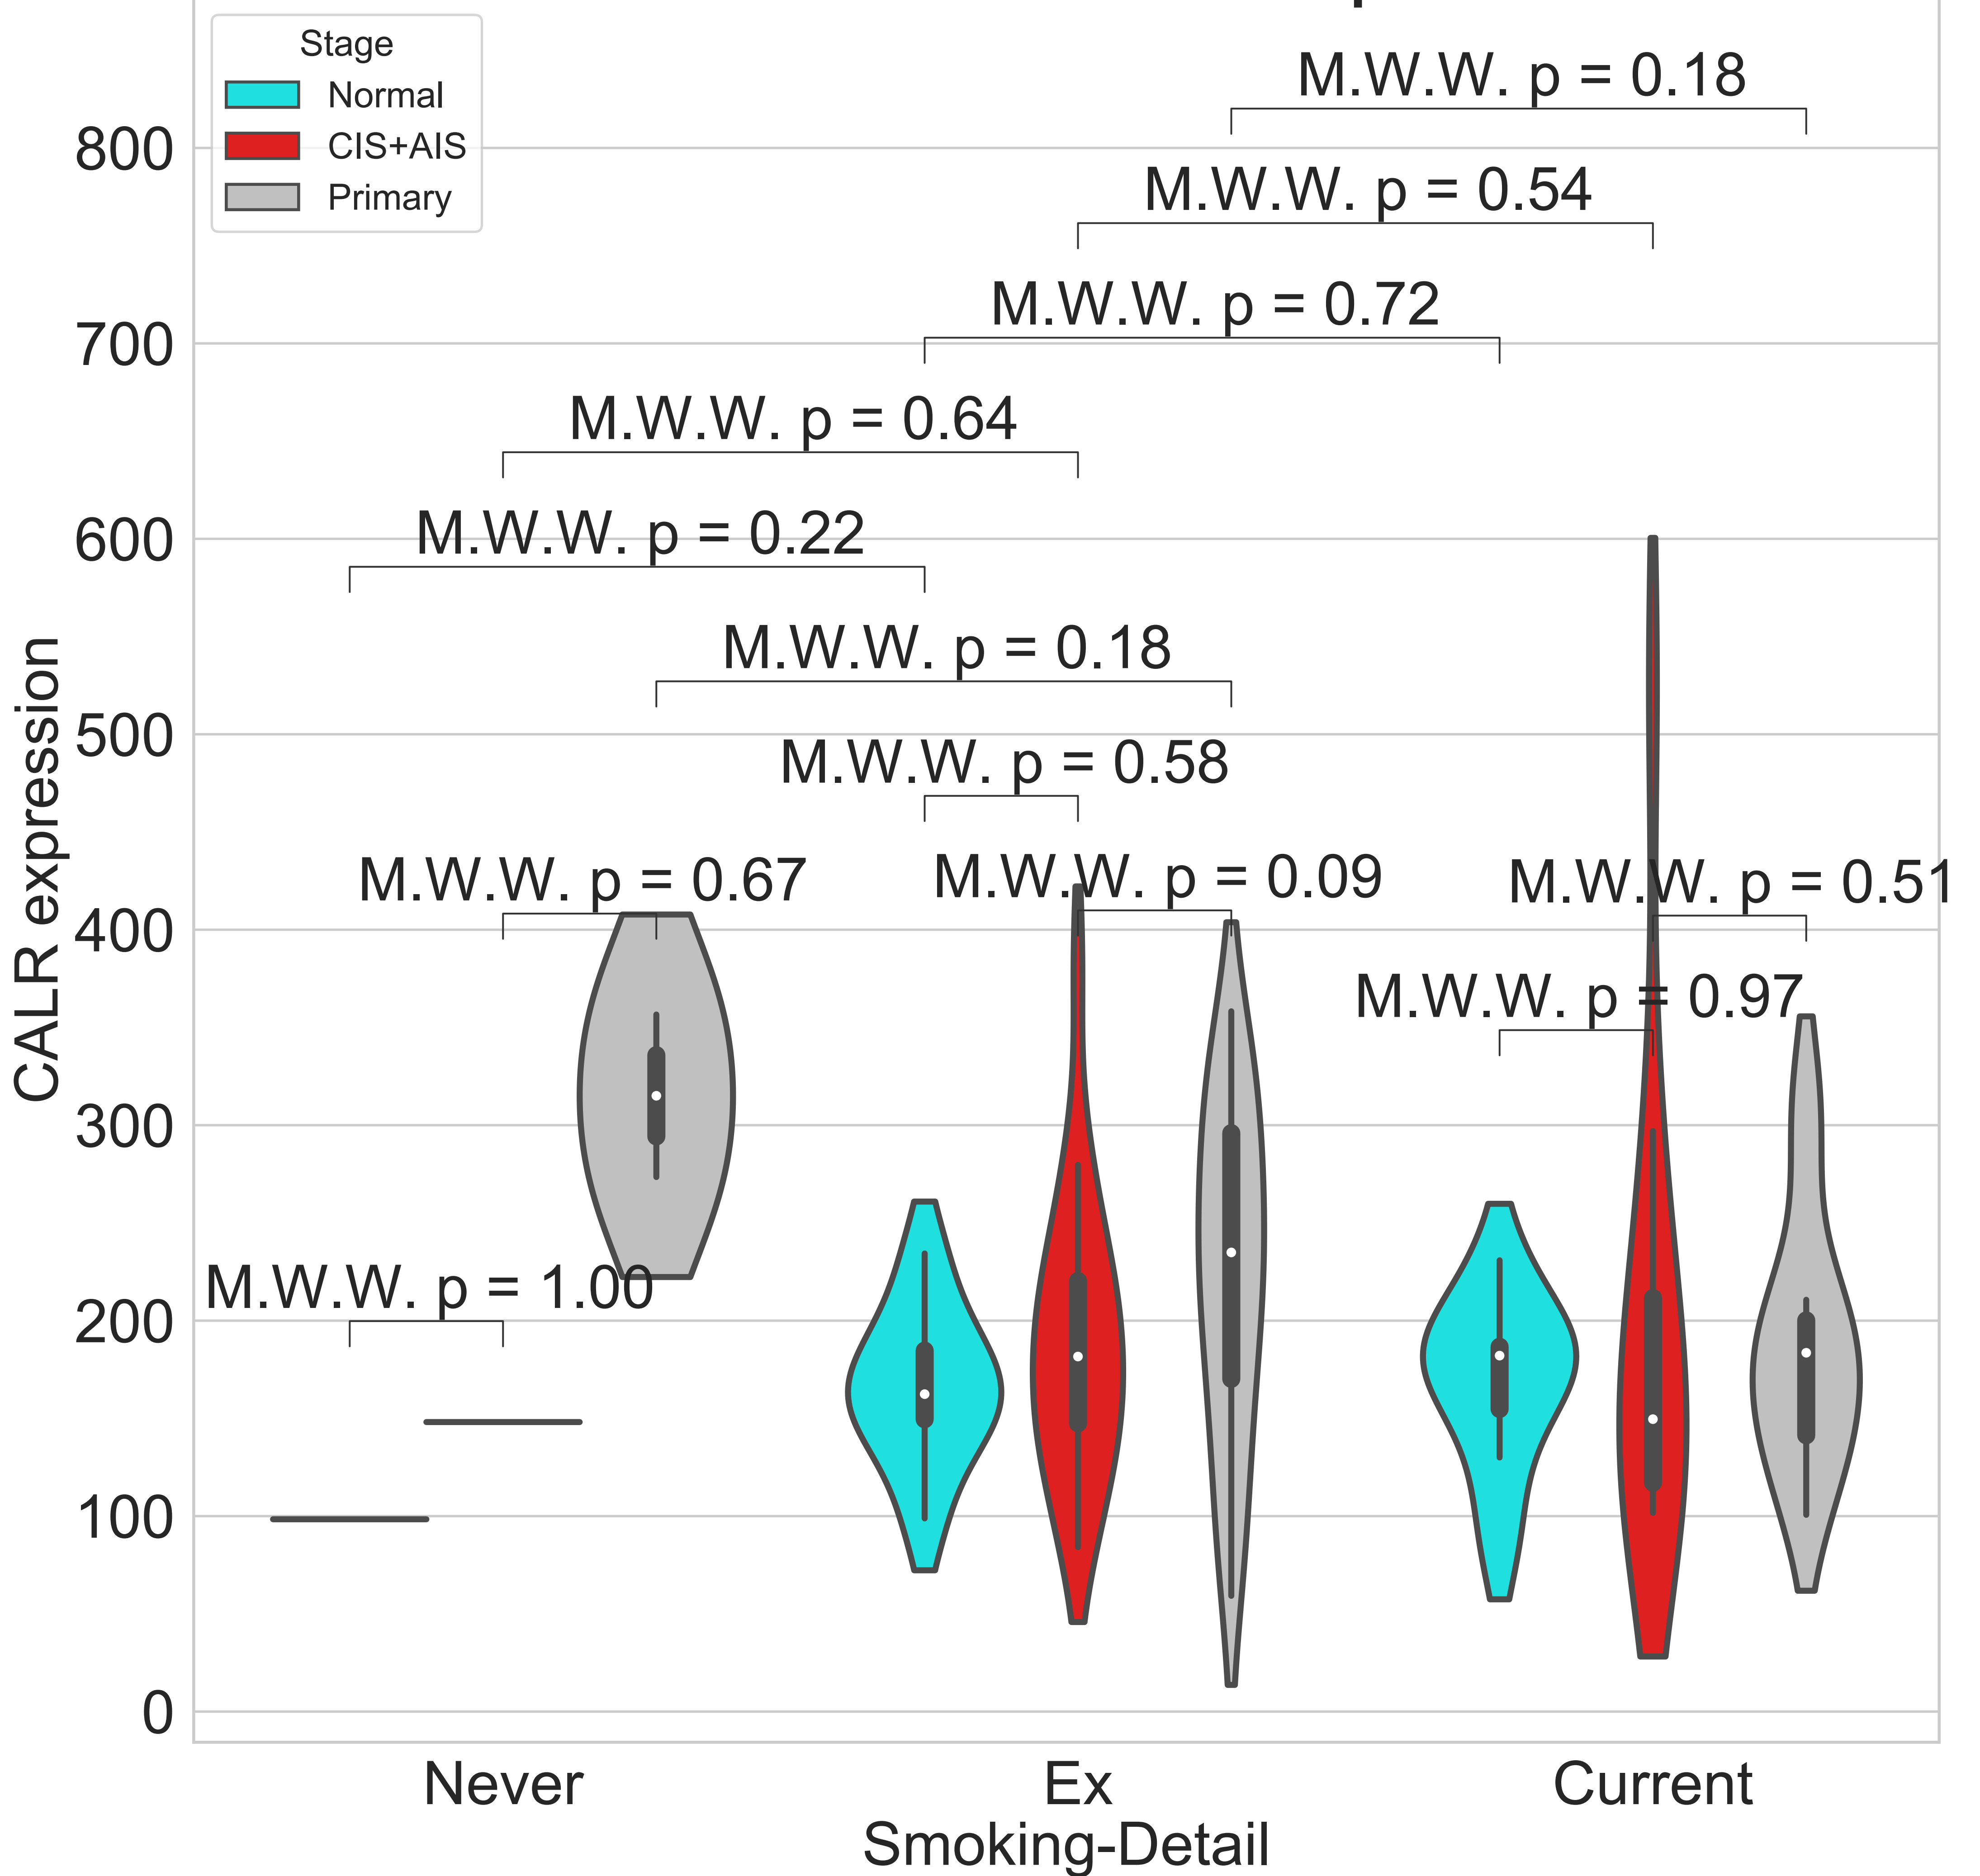 Stage
Normal
CIS+AIS
Primary
M.W.W. p = 0.18
800
M.W.W. p = 0.54
M.W.W. p = 0.72
700
M.W.W. p = 0.64
M.W.W. p = 0.22
600
M.W.W. p = 0.18
500
M.W.W. p = 0.58
M.W.W. p = 0.67
M.W.W. p = 0.09
M.W.W. p = 0.51
400
M.W.W. p = 0.97
300
M.W.W. p = 1.00
200
100
0
CALR expression
Never
Ex
Current
Smoking-Detail